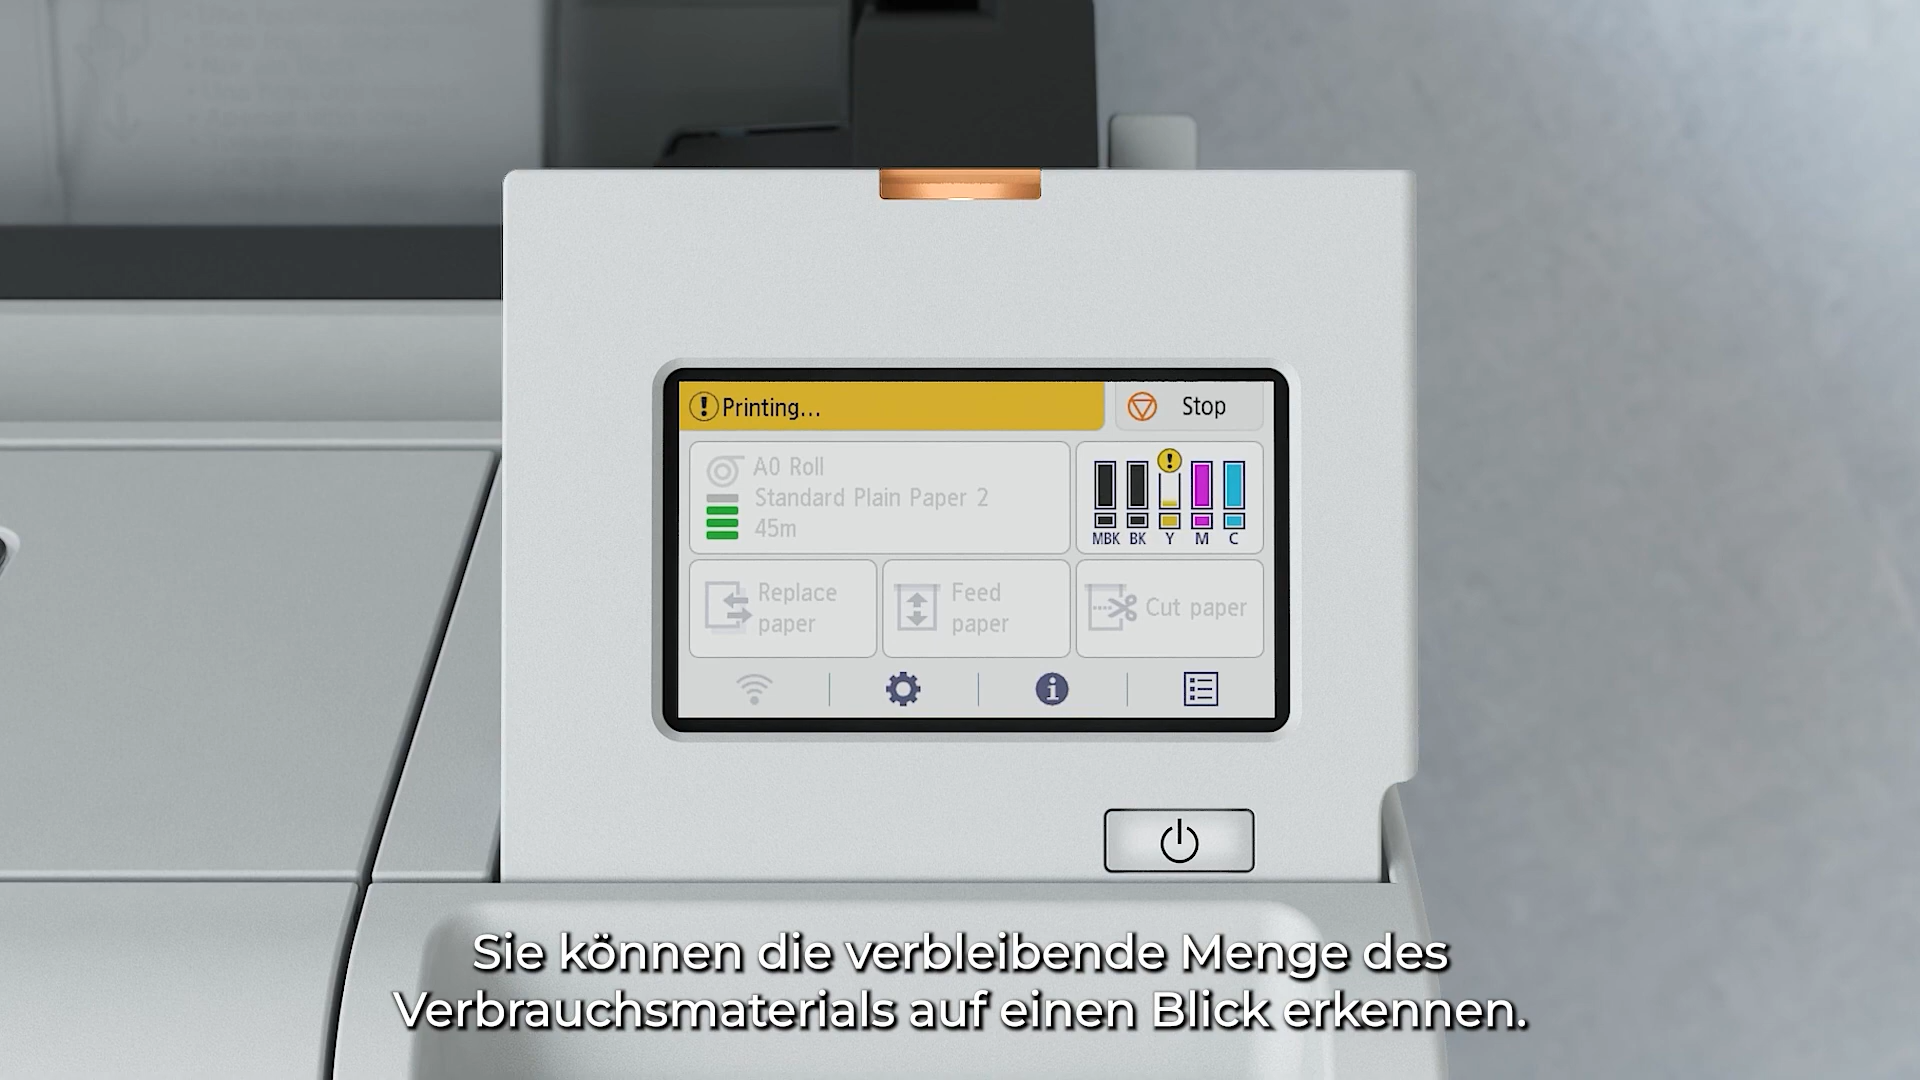 Printing...
Stop
A0 Roll
Standard Plain Paper 2
45m
MBK BK Y M C
Replace
paper
Feed
paper
Cut paper
Sie können die verbleibende Menge des
Verbrauchsmaterials auf einen Blick erkennen.